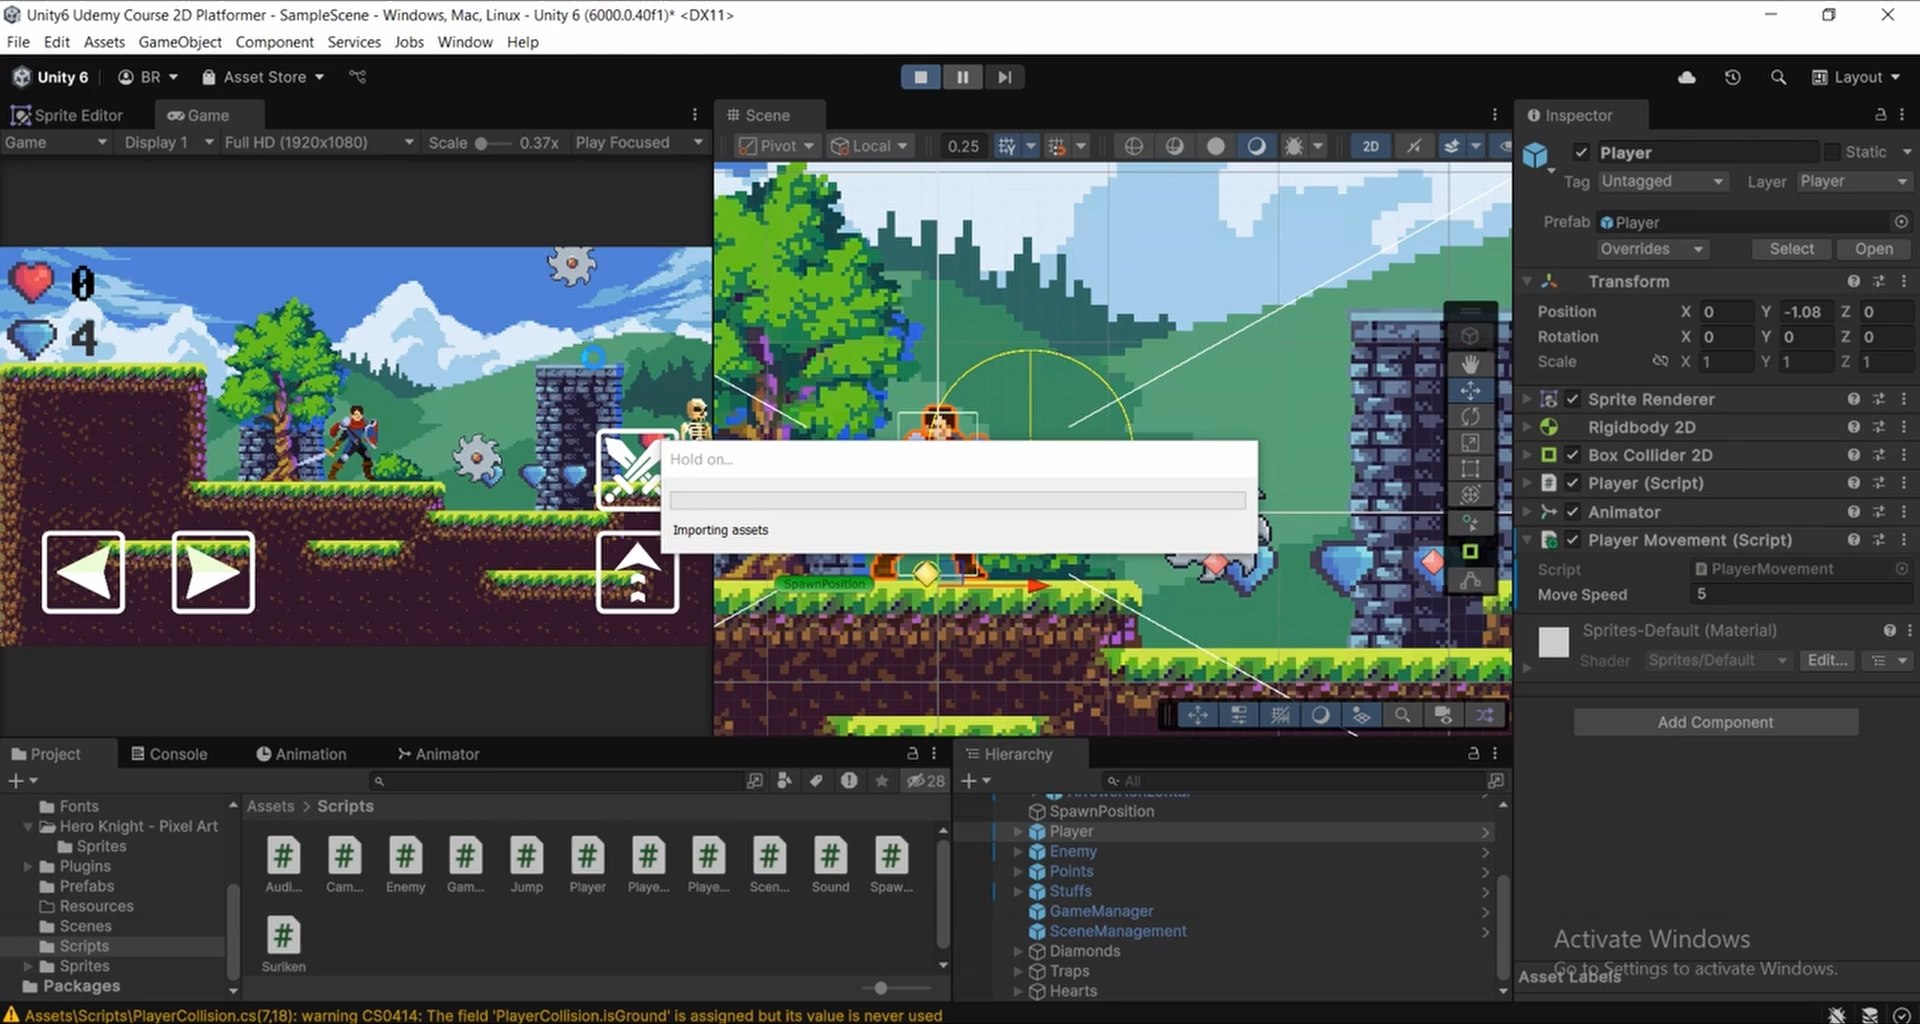 Unity6 Udemy Course 2D Platformer - SampleScene - Windows, Mac, Linux - Unity 6 (6000.0.40f1)* <DX11>
File Edit Assets GameObject Component Services Jobs Window Help
Unity 6 BR Asset Store Layout
Sprite Editor Game Scene Inspector
Game Display 1 Full HD (1920x1080) Scale 0.37x Play Focused
Pivot Local 0.25 2D
Player Static
Tag Untagged Layer Player
Prefab Player
Overrides Select Open
Transform
Position X 0 Y -1.08 Z 0
Rotation X 0 Y 0 Z 0
Scale X 1 Y 1 Z 1
0
4
Sprite Renderer
Rigidbody 2D
Box Collider 2D
Player (Script)
Animator
Player Movement (Script)
Script PlayerMovement
Move Speed 5
Sprites-Default (Material)
Shader Sprites/Default Edit...
Add Component
Hold on...
Importing assets
SpawnPosition
Project Console Animation Animator
28
Fonts
Hero Knight - Pixel Art
Sprites
Plugins
Prefabs
Resources
Scenes
Scripts
Sprites
Packages
Assets > Scripts
Audi... Cam... Enemy Gam... Jump Player Playe... Playe... Scen... Sound Spaw...
Suriken
Hierarchy
All
SpawnPosition
Player
Enemy
Points
Stuffs
GameManager
SceneManagement
Diamonds
Traps
Hearts
Activate Windows
Go to Settings to activate Windows.
Asset Labels
Assets\Scripts\PlayerCollision.cs(7,18): warning CS0414: The field 'PlayerCollision.isGround' is assigned but its value is never used